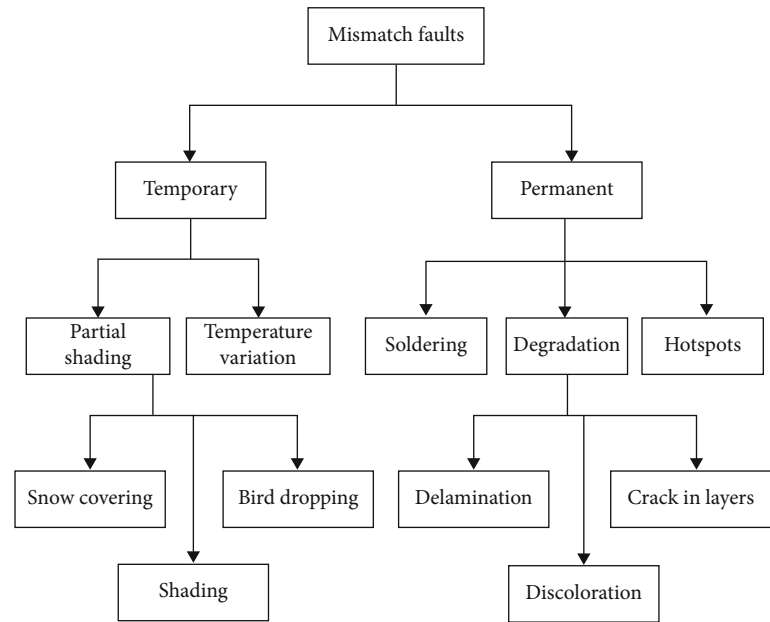 Mismatch faults
Temporary
Permanent
Partial
shading
Temperature
variation
Soldering
Degradation
Hotspots
Snow covering
Bird dropping
Delamination
Crack in layers
Shading
Discoloration